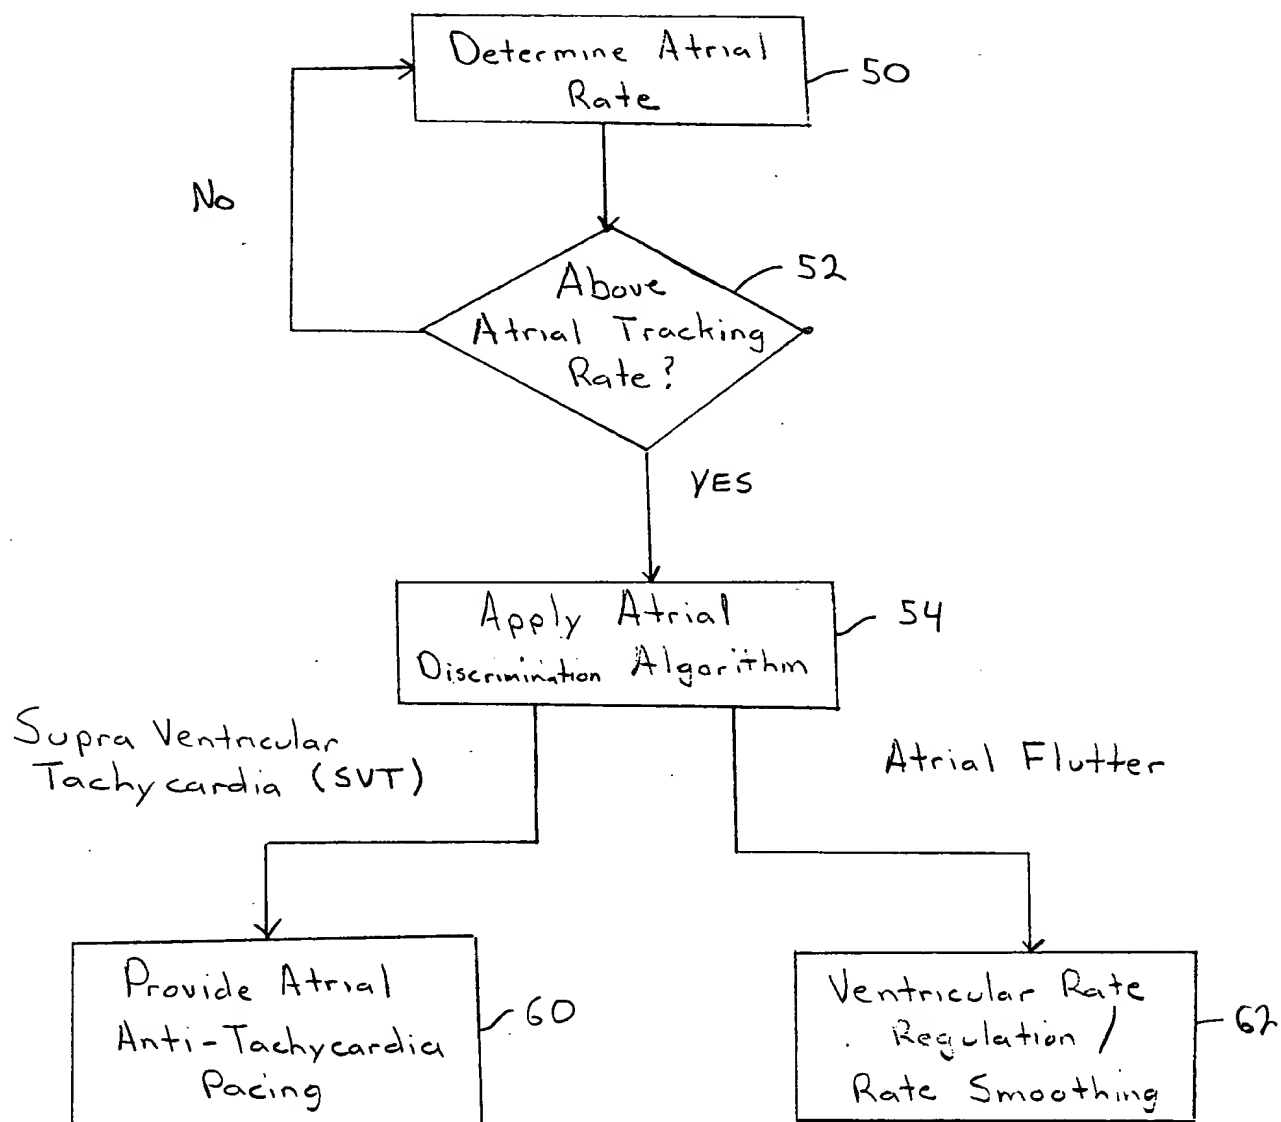 Determine Atrial
Rate
50
No
Above
Atrial Tracking
Rate?
52
YES
Apply Atrial
Discrimination Algorithm
54
Supra Ventricular
Tachycardia (SVT)
Atrial Flutter
Provide Atrial
Anti-Tachycardia
Pacing
60
Ventricular Rate
Regulation /
Rate Smoothing
62